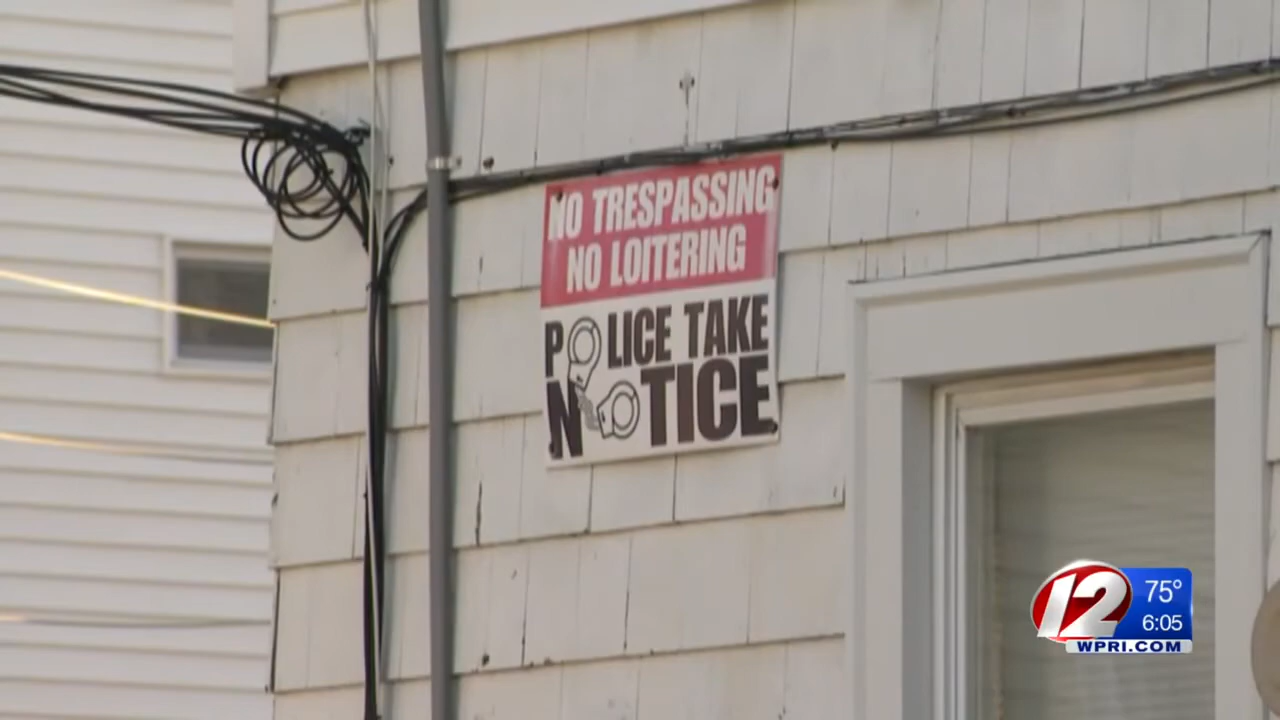 NO TRESPASSING
NO LOITERING
POLICE TAKE
NOTICE
12
75°
6:05
WPRI.COM